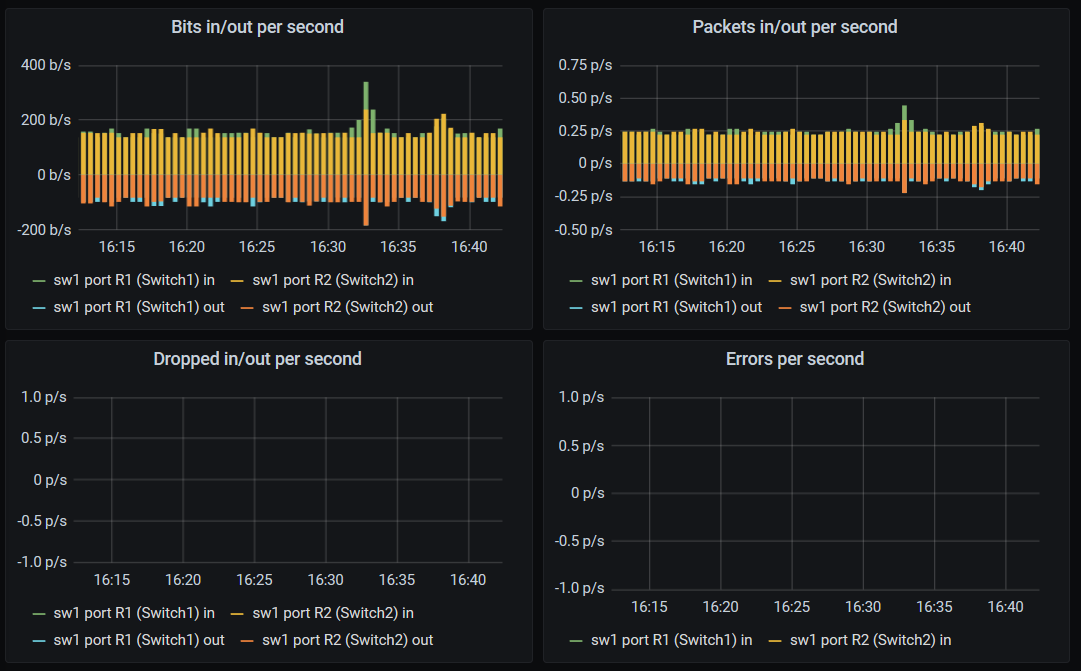 Bits in/out per second
400 b/s
200 b/s
0 b/s
-200 b/s
16:15 16:20 16:25 16:30 16:35 16:40
sw1 port R1 (Switch1) in sw1 port R2 (Switch2) in
sw1 port R1 (Switch1) out sw1 port R2 (Switch2) out
Packets in/out per second
0.75 p/s
0.50 p/s
0.25 p/s
0 p/s
-0.25 p/s
-0.50 p/s
16:15 16:20 16:25 16:30 16:35 16:40
sw1 port R1 (Switch1) in sw1 port R2 (Switch2) in
sw1 port R1 (Switch1) out sw1 port R2 (Switch2) out
Dropped in/out per second
1.0 p/s
0.5 p/s
0 p/s
-0.5 p/s
-1.0 p/s
16:15 16:20 16:25 16:30 16:35 16:40
sw1 port R1 (Switch1) in sw1 port R2 (Switch2) in
sw1 port R1 (Switch1) out sw1 port R2 (Switch2) out
Errors per second
1.0 p/s
0.5 p/s
0 p/s
-0.5 p/s
-1.0 p/s
16:15 16:20 16:25 16:30 16:35 16:40
sw1 port R1 (Switch1) in sw1 port R2 (Switch2) in